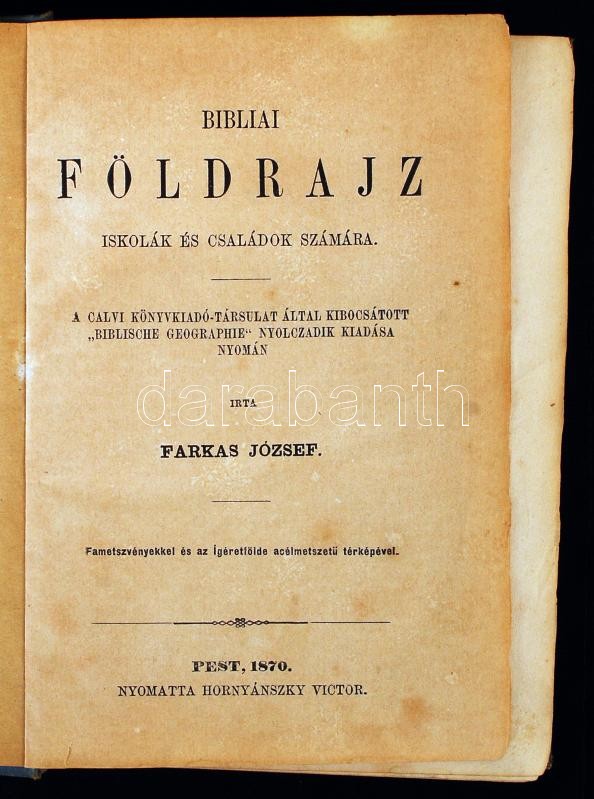 BIBLIAI
FÖLDRAJZ
ISKOLÁK ÉS CSALÁDOK SZÁMÁRA.
A CALVI KÖNYVKIADÓ-TÁRSULAT ÁLTAL KIBOCSÁTOTT
„BIBLISCHE GEOGRAPHIE“ NYOLCZADIK KIADÁSA
NYOMÁN
darabanth
IRTA
FARKAS JÓZSEF.
Fametszvényekkel és az Ígéretfölde acélmetszetű térképével.
PEST, 1870.
NYOMATTA HORNYÁNSZKY VICTOR.